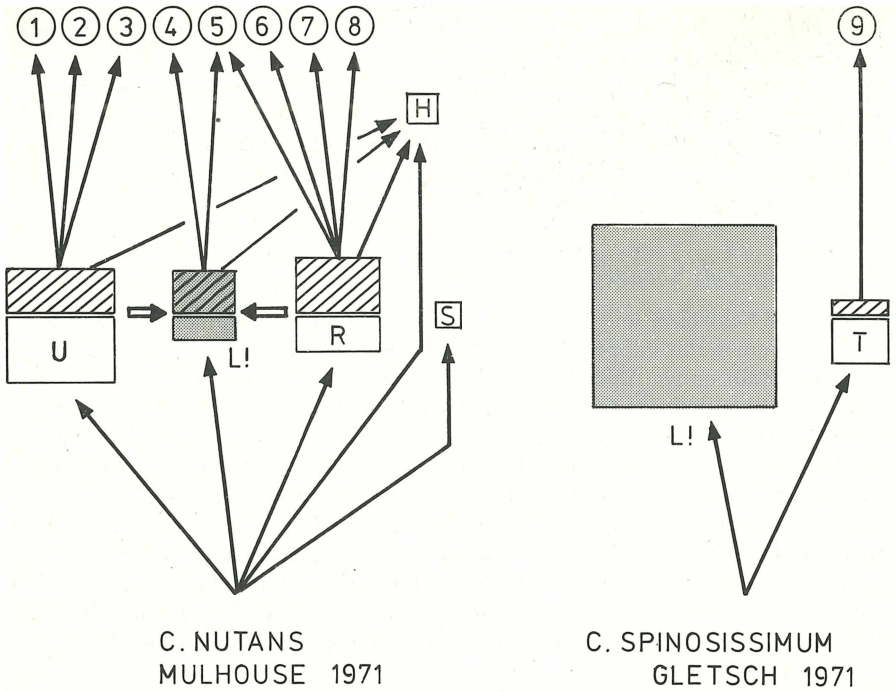 1 2 3 4 5 6 7 8 9
H
S
U L! R T
L!
C. NUTANS
MULHOUSE 1971
C. SPINOSISSIMUM
GLETSCH 1971